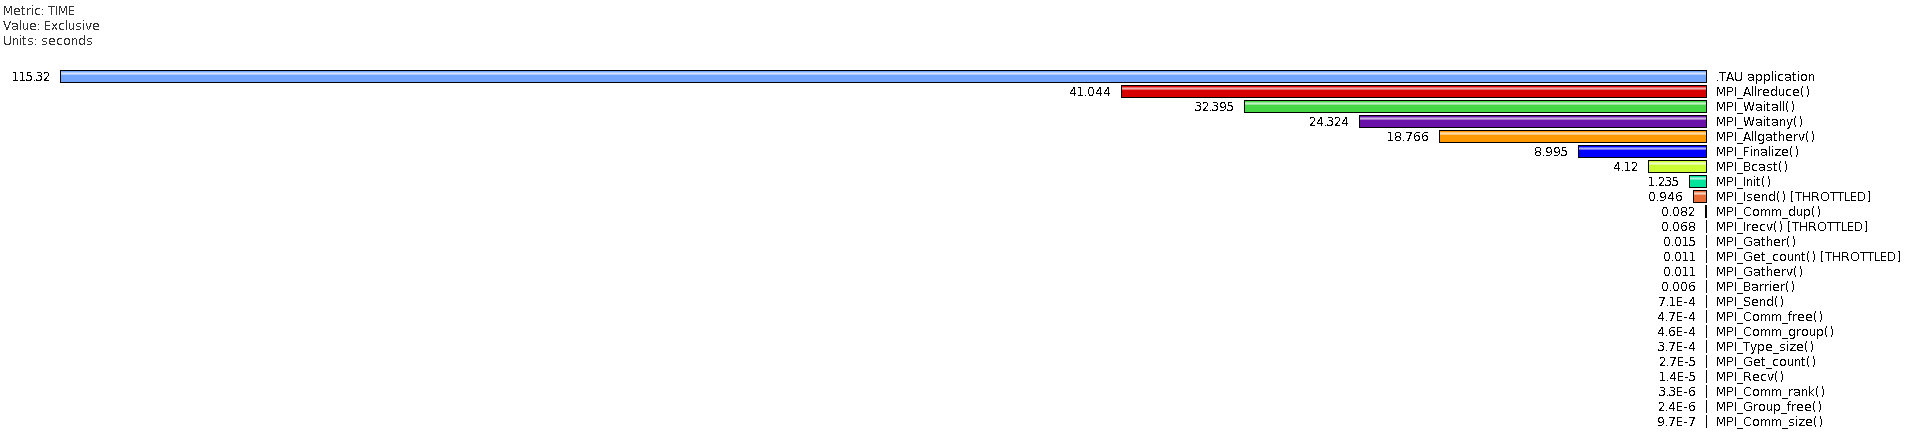 Metric: TIME
Value: Exclusive
Units: seconds
115.32 .TAU application
41.044 MPI_Allreduce()
32.395 MPI_Waitall()
24.324 MPI_Waitany()
18.766 MPI_Allgatherv()
8.995 MPI_Finalize()
4.12 MPI_Bcast()
1.235 MPI_Init()
0.946 MPI_Isend() [THROTTLED]
0.082 MPI_Comm_dup()
0.068 MPI_Irecv() [THROTTLED]
0.015 MPI_Gather()
0.011 MPI_Get_count() [THROTTLED]
0.011 MPI_Gatherv()
0.006 MPI_Barrier()
7.1E-4 MPI_Send()
4.7E-4 MPI_Comm_free()
4.6E-4 MPI_Comm_group()
3.7E-4 MPI_Type_size()
2.7E-5 MPI_Get_count()
1.4E-5 MPI_Recv()
3.3E-6 MPI_Comm_rank()
2.4E-6 MPI_Group_free()
9.7E-7 MPI_Comm_size()